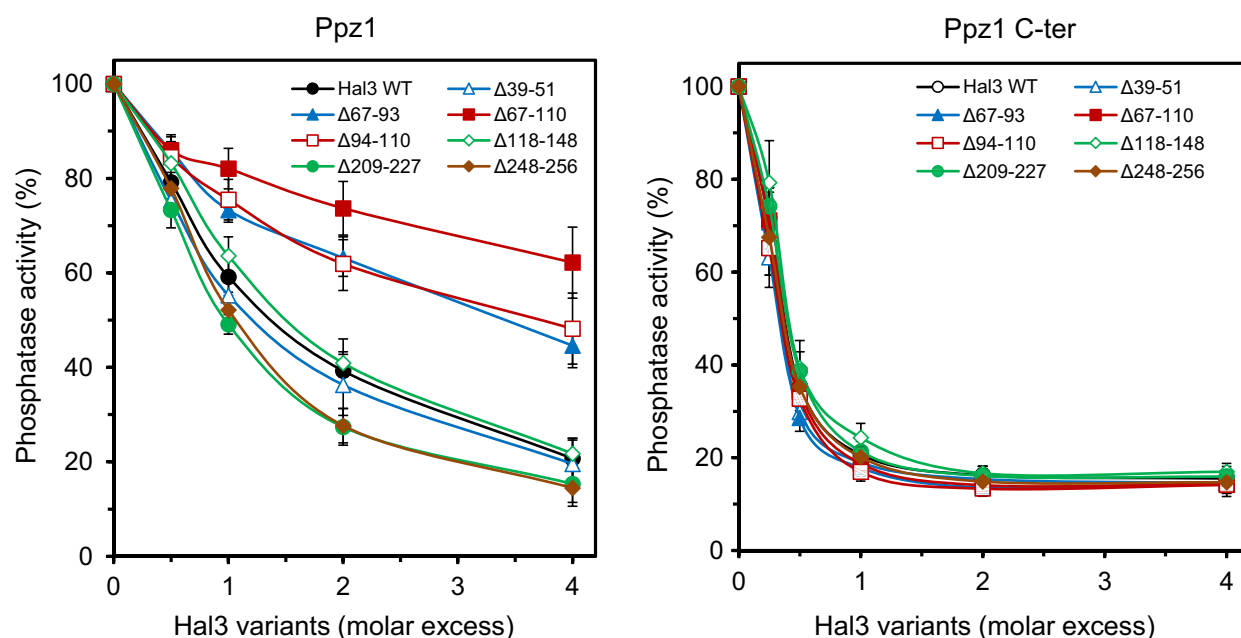 Ppz1
Phosphatase activity (%)
100
80
60
40
20
0
Hal3 WT
Δ39-51
Δ67-93
Δ67-110
Δ94-110
Δ118-148
Δ209-227
Δ248-256
0
1
2
3
4
Hal3 variants (molar excess)
Ppz1 C-ter
Phosphatase activity (%)
100
80
60
40
20
0
Hal3 WT
Δ39-51
Δ67-93
Δ67-110
Δ94-110
Δ118-148
Δ209-227
Δ248-256
0
1
2
3
4
Hal3 variants (molar excess)